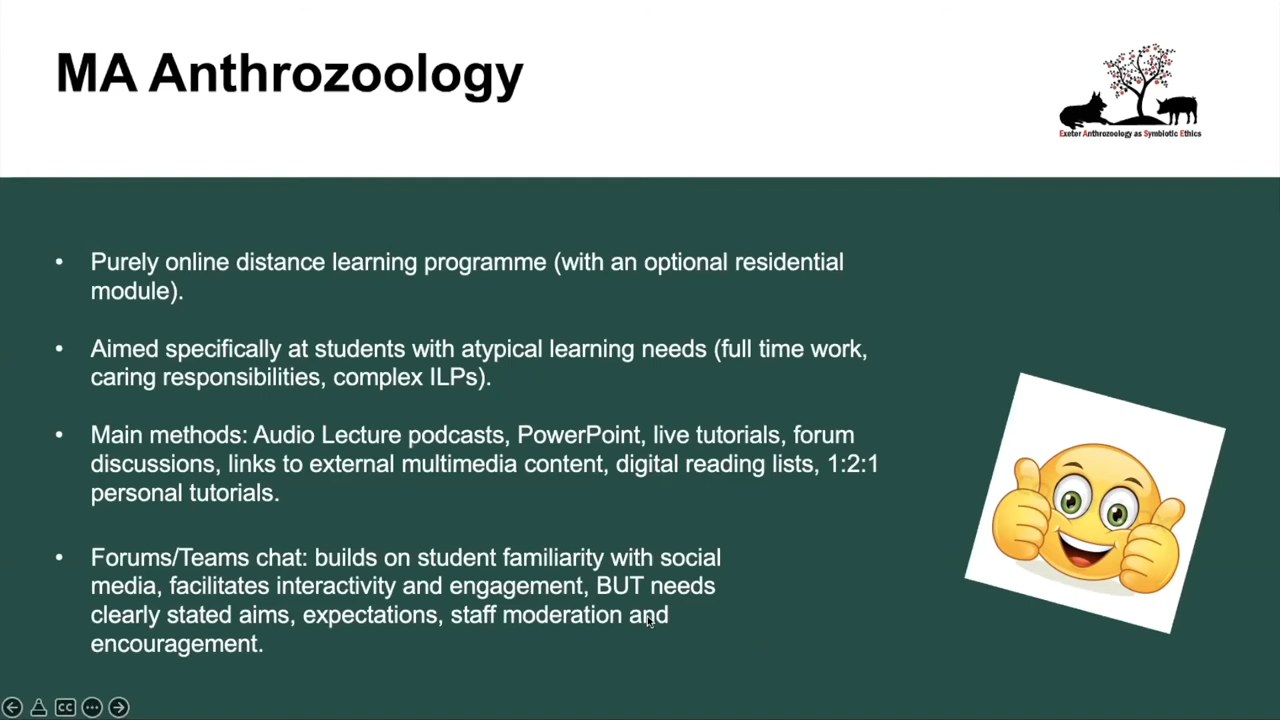 MA Anthrozoology
Exeter Anthrozoology as Symbiotic Ethics
• Purely online distance learning programme (with an optional residential
module).
• Aimed specifically at students with atypical learning needs (full time work,
caring responsibilities, complex ILPs).
• Main methods: Audio Lecture podcasts, PowerPoint, live tutorials, forum
discussions, links to external multimedia content, digital reading lists, 1:2:1
personal tutorials.
• Forums/Teams chat: builds on student familiarity with social
media, facilitates interactivity and engagement, BUT needs
clearly stated aims, expectations, staff moderation and
encouragement.
CC